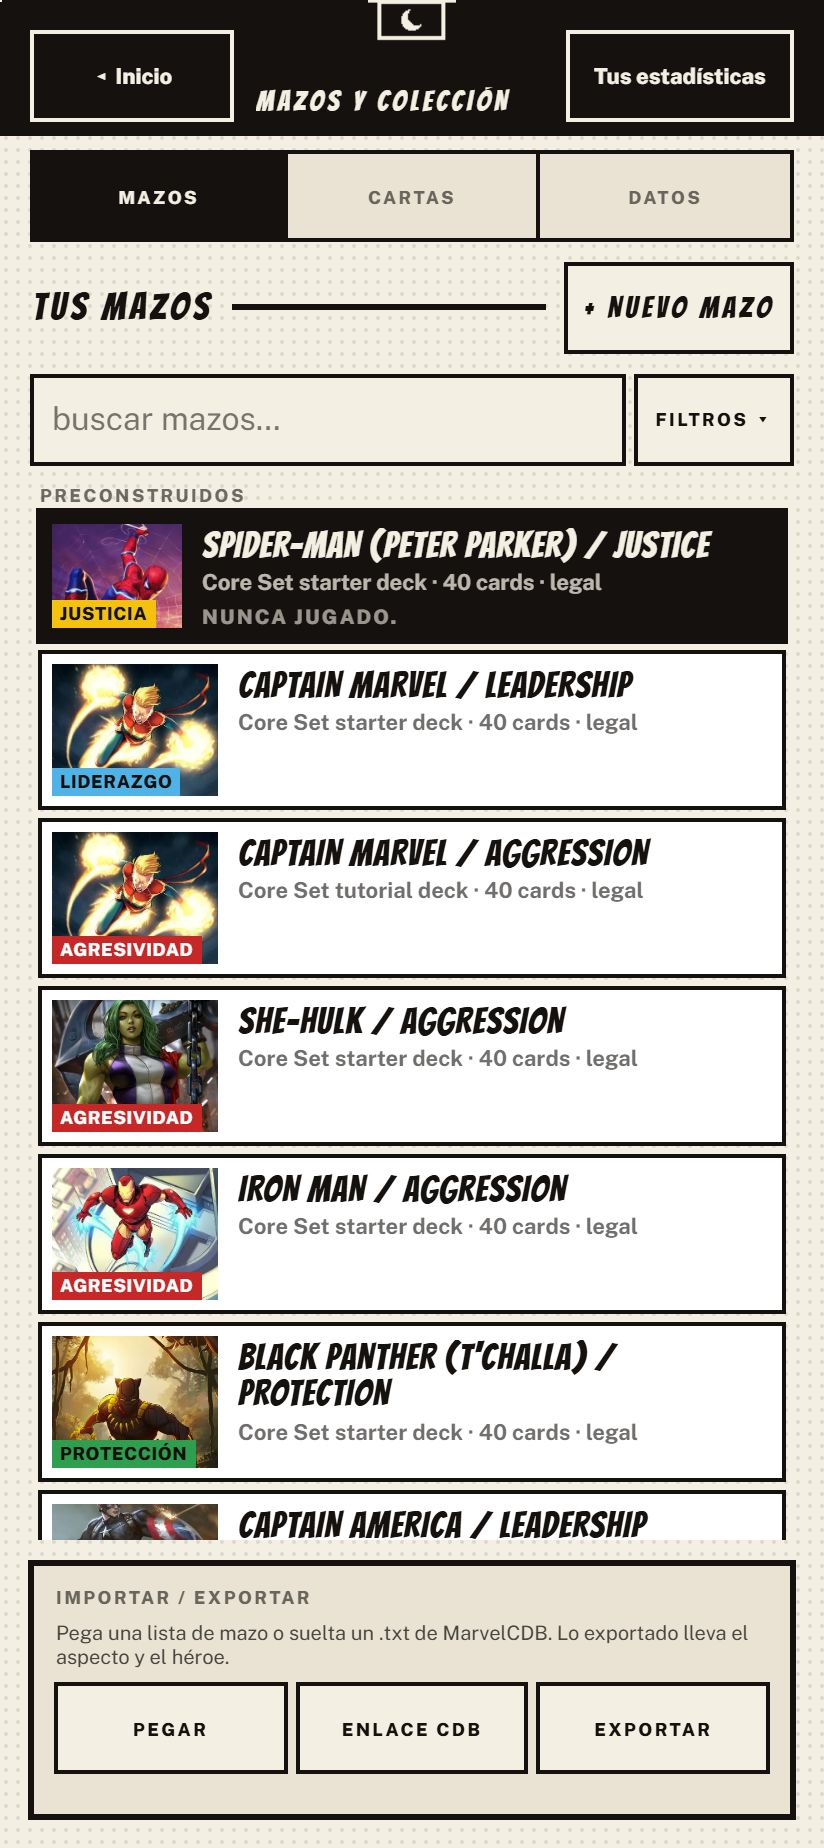 Inicio
MAZOS Y COLECCIÓN
Tus estadísticas
MAZOS
CARTAS
DATOS
TUS MAZOS
+ NUEVO MAZO
buscar mazos...
FILTROS
PRECONSTRUIDOS
SPIDER-MAN (PETER PARKER) / JUSTICE
Core Set starter deck · 40 cards · legal
NUNCA JUGADO.
JUSTICIA
CAPTAIN MARVEL / LEADERSHIP
Core Set starter deck · 40 cards · legal
LIDERAZGO
CAPTAIN MARVEL / AGGRESSION
Core Set tutorial deck · 40 cards · legal
AGRESIVIDAD
SHE-HULK / AGGRESSION
Core Set starter deck · 40 cards · legal
AGRESIVIDAD
IRON MAN / AGGRESSION
Core Set starter deck · 40 cards · legal
AGRESIVIDAD
BLACK PANTHER (T'CHALLA) /
PROTECTION
Core Set starter deck · 40 cards · legal
PROTECCIÓN
CAPTAIN AMERICA / LEADERSHIP
IMPORTAR / EXPORTAR
Pega una lista de mazo o suelta un .txt de MarvelCDB. Lo exportado lleva el
aspecto y el héroe.
PEGAR
ENLACE CDB
EXPORTAR